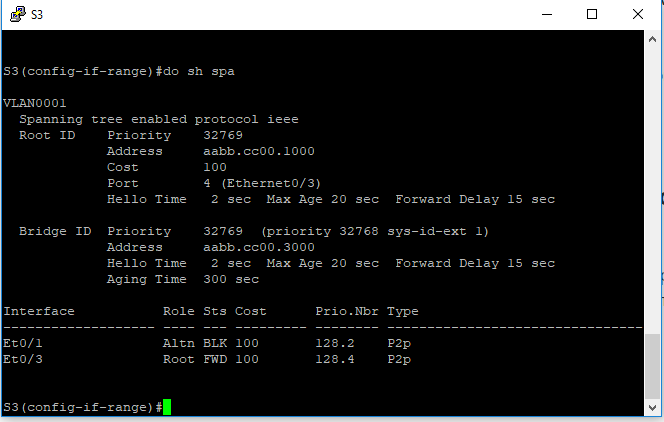 S3
S3(config-if-range)#do sh spa
VLAN0001
  Spanning tree enabled protocol ieee
  Root ID    Priority    32769
             Address     aabb.cc00.1000
             Cost        100
             Port        4 (Ethernet0/3)
             Hello Time   2 sec  Max Age 20 sec  Forward Delay 15 sec
  Bridge ID  Priority    32769  (priority 32768 sys-id-ext 1)
             Address     aabb.cc00.3000
             Hello Time   2 sec  Max Age 20 sec  Forward Delay 15 sec
             Aging Time  300 sec
Interface           Role Sts Cost      Prio.Nbr Type
------------------- ---- --- --------- -------- --------------------------------
Et0/1               Altn BLK 100       128.2    P2p
Et0/3               Root FWD 100       128.4    P2p
S3(config-if-range)#